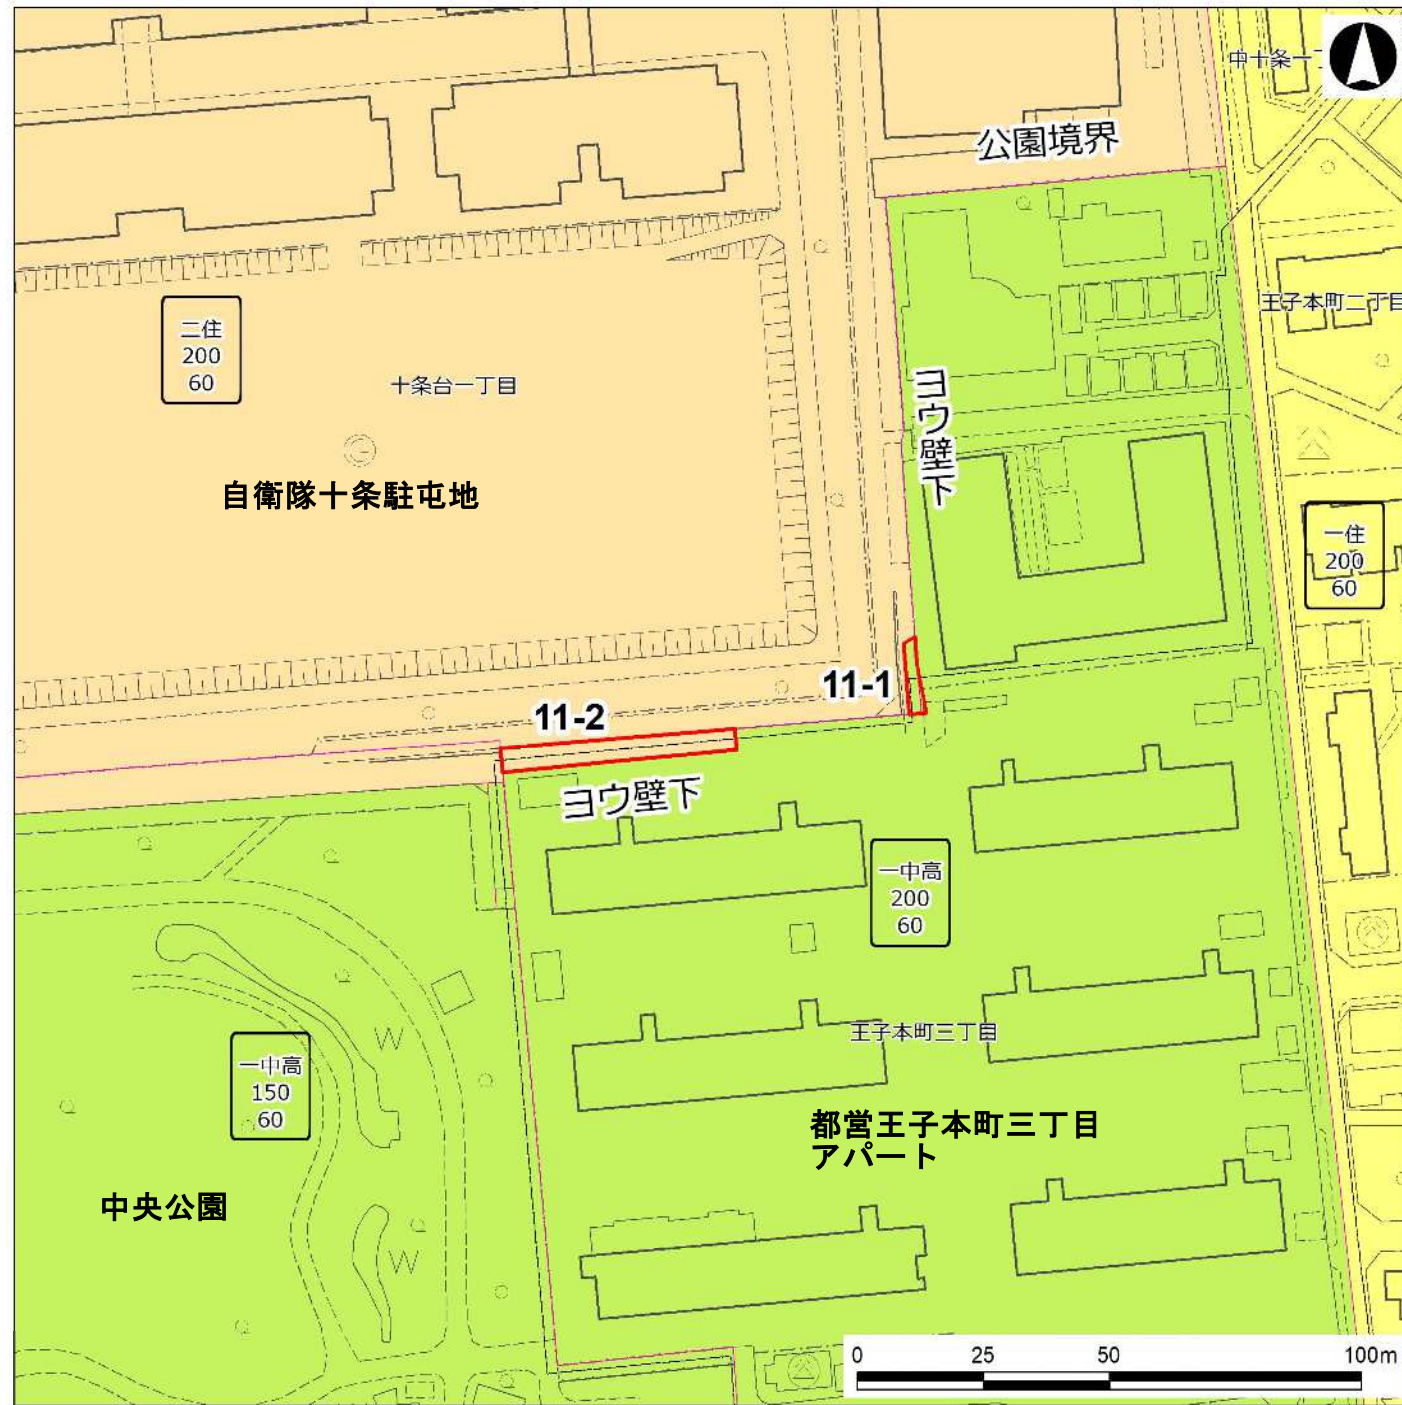 中十条一丁
公園境界
王子本町二丁目
二住
200
60
十条台一丁目
ヨウ壁下
自衛隊十条駐屯地
一住
200
60
11-1
11-2
ヨウ壁下
一中高
200
60
王子本町三丁目
一中高
150
60
都営王子本町三丁目
アパート
中央公園
0 25 50 100m